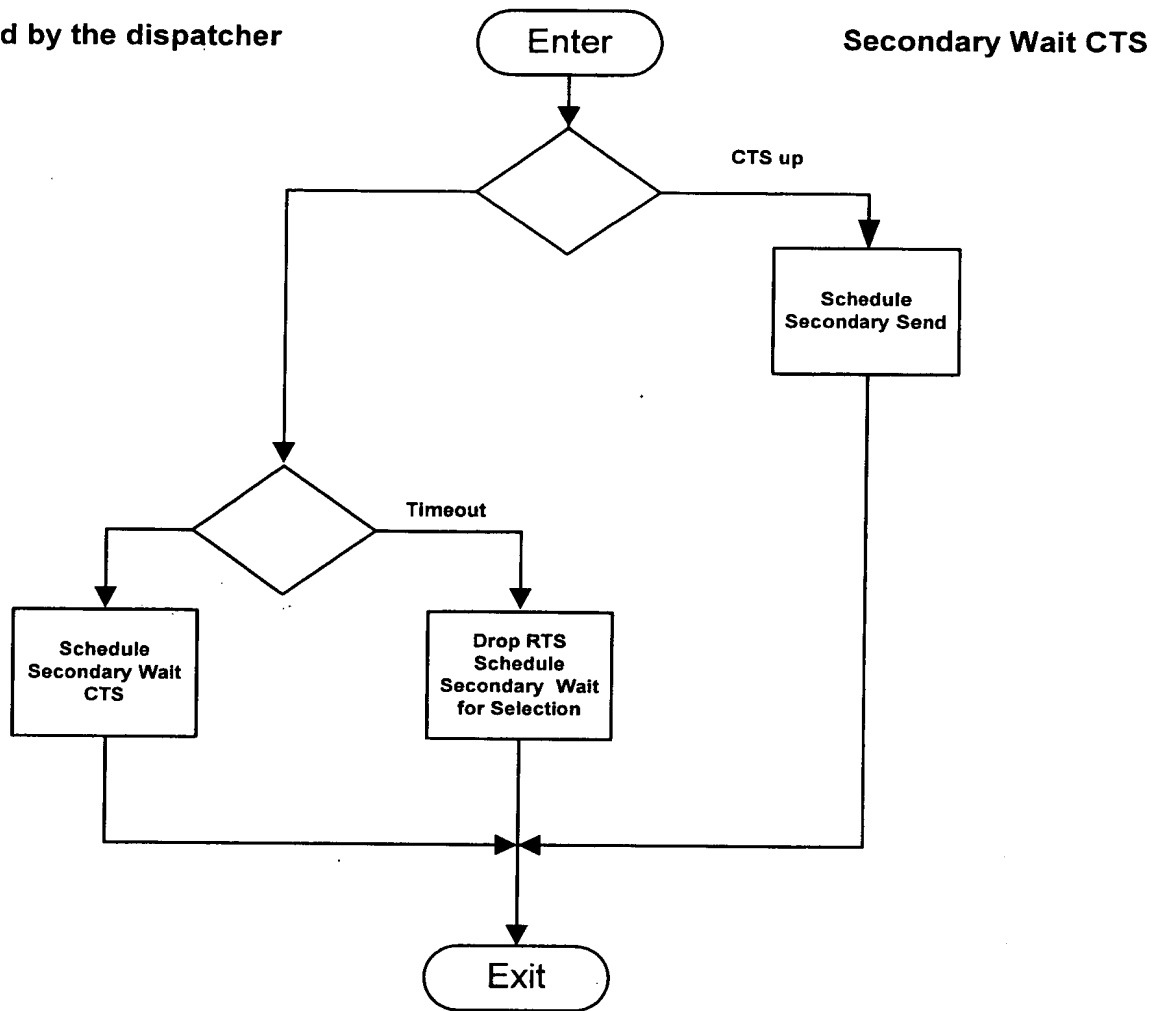 d by the dispatcher
Enter
Secondary Wait CTS
CTS up
Schedule
Secondary Send
Timeout
Schedule
Secondary Wait
CTS
Drop RTS
Schedule
Secondary Wait
for Selection
Exit